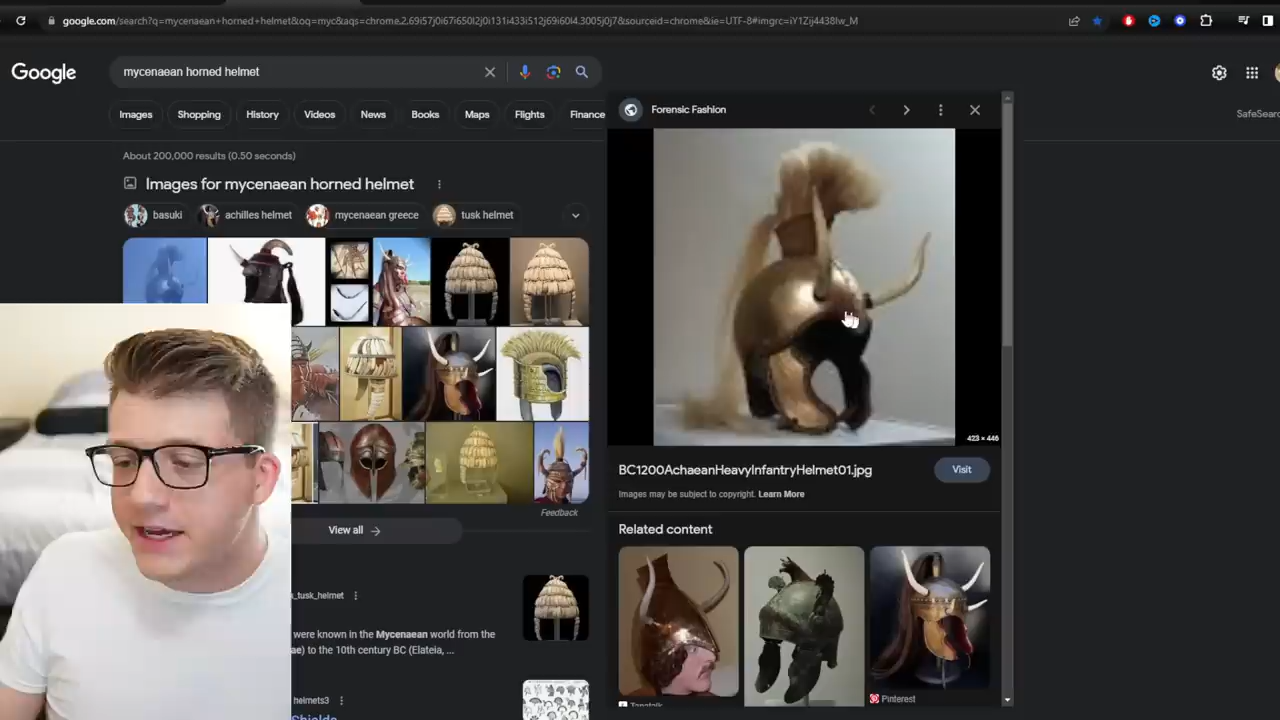 google.com/search?q=mycenaean+horned+helmet&oq=myc&aqs=chrome.2.69i57j0i67i650l2j0i131i433i512j69i60l4.3005j0j7&sourceid=chrome&ie=UTF-8#imgrc=iY1Zij4438Iw_M
Google
mycenaean horned helmet
Images
Shopping
History
Videos
News
Books
Maps
Flights
Finance
SafeSearc
About 200,000 results (0.50 seconds)
Images for mycenaean horned helmet
basuki
achilles helmet
mycenaean greece
tusk helmet
Forensic Fashion
423 × 446
BC1200AchaeanHeavyInfantryHelmet01.jpg
Visit
Images may be subject to copyright. Learn More
Feedback
View all
Related content
_tusk_helmet
were known in the Mycenaean world from the
ae) to the 10th century BC (Elateia, ...
helmets3
Shields
Pinterest